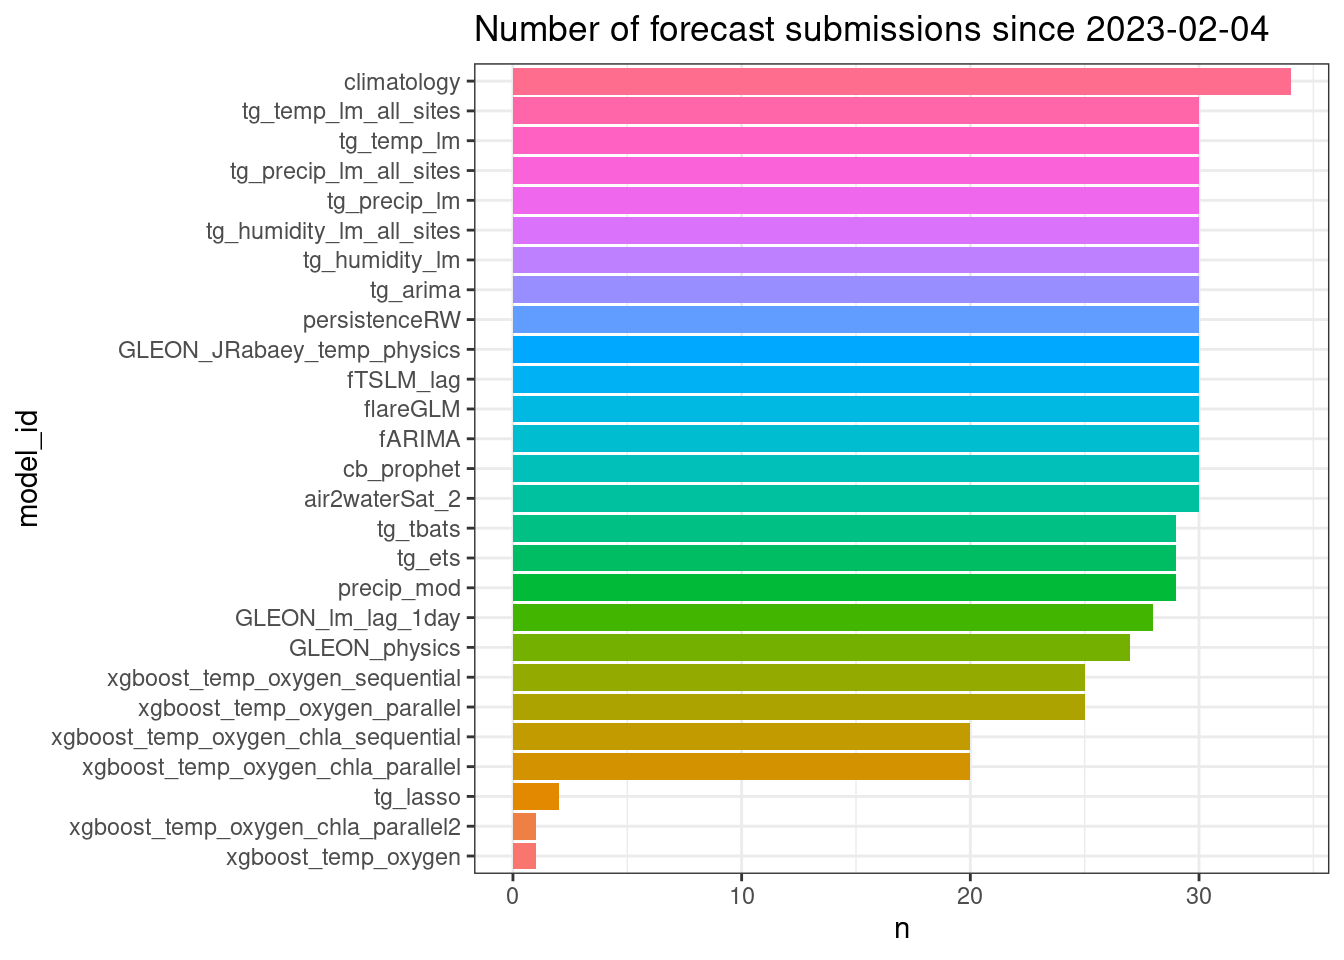 Number of forecast submissions since 2023-02-04
climatology
tg_temp_lm_all_sites
tg_temp_lm
tg_precip_lm_all_sites
tg_precip_lm
tg_humidity_lm_all_sites
tg_humidity_lm
tg_arima
persistenceRW
GLEON_JRabaey_temp_physics
fTSLM_lag
flareGLM
fARIMA
cb_prophet
air2waterSat_2
tg_tbats
tg_ets
precip_mod
GLEON_lm_lag_1day
GLEON_physics
xgboost_temp_oxygen_sequential
xgboost_temp_oxygen_parallel
xgboost_temp_oxygen_chla_sequential
xgboost_temp_oxygen_chla_parallel
tg_lasso
xgboost_temp_oxygen_chla_parallel2
xgboost_temp_oxygen
model_id
0 10 20 30
n